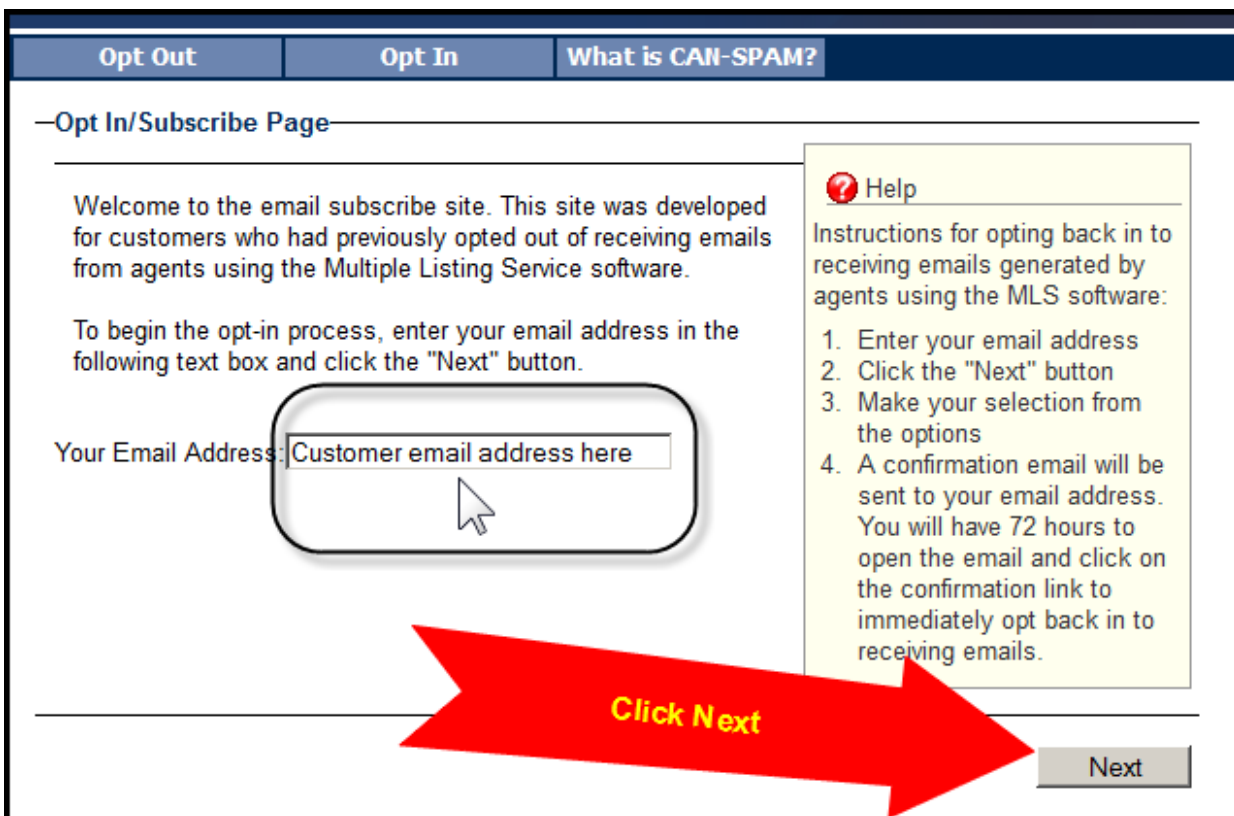 Opt Out
Opt In
What is CAN-SPAM?
Opt In/Subscribe Page
Welcome to the email subscribe site. This site was developed
for customers who had previously opted out of receiving emails
from agents using the Multiple Listing Service software.
To begin the opt-in process, enter your email address in the
following text box and click the "Next" button.
Your Email Address: Customer email address here
Help
Instructions for opting back in to
receiving emails generated by
agents using the MLS software:
1. Enter your email address
2. Click the "Next" button
3. Make your selection from
the options
4. A confirmation email will be
sent to your email address.
You will have 72 hours to
open the email and click on
the confirmation link to
immediately opt back in to
receiving emails.
Click Next
Next